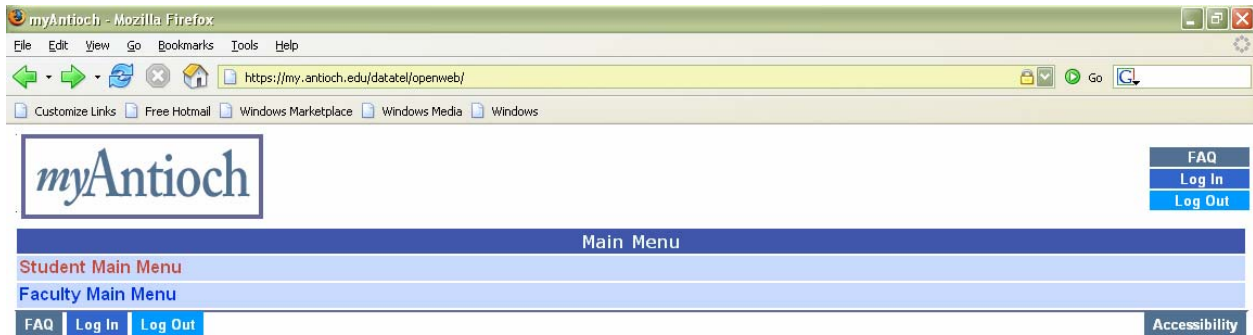 myAntioch - Mozilla Firefox
File Edit View Go Bookmarks Tools Help
https://my.antioch.edu/datatel/openweb/ Go G
Customize Links Free Hotmail Windows Marketplace Windows Media Windows
myAntioch
FAQ
Log In
Log Out
Main Menu
Student Main Menu
Faculty Main Menu
FAQ Log In Log Out Accessibility